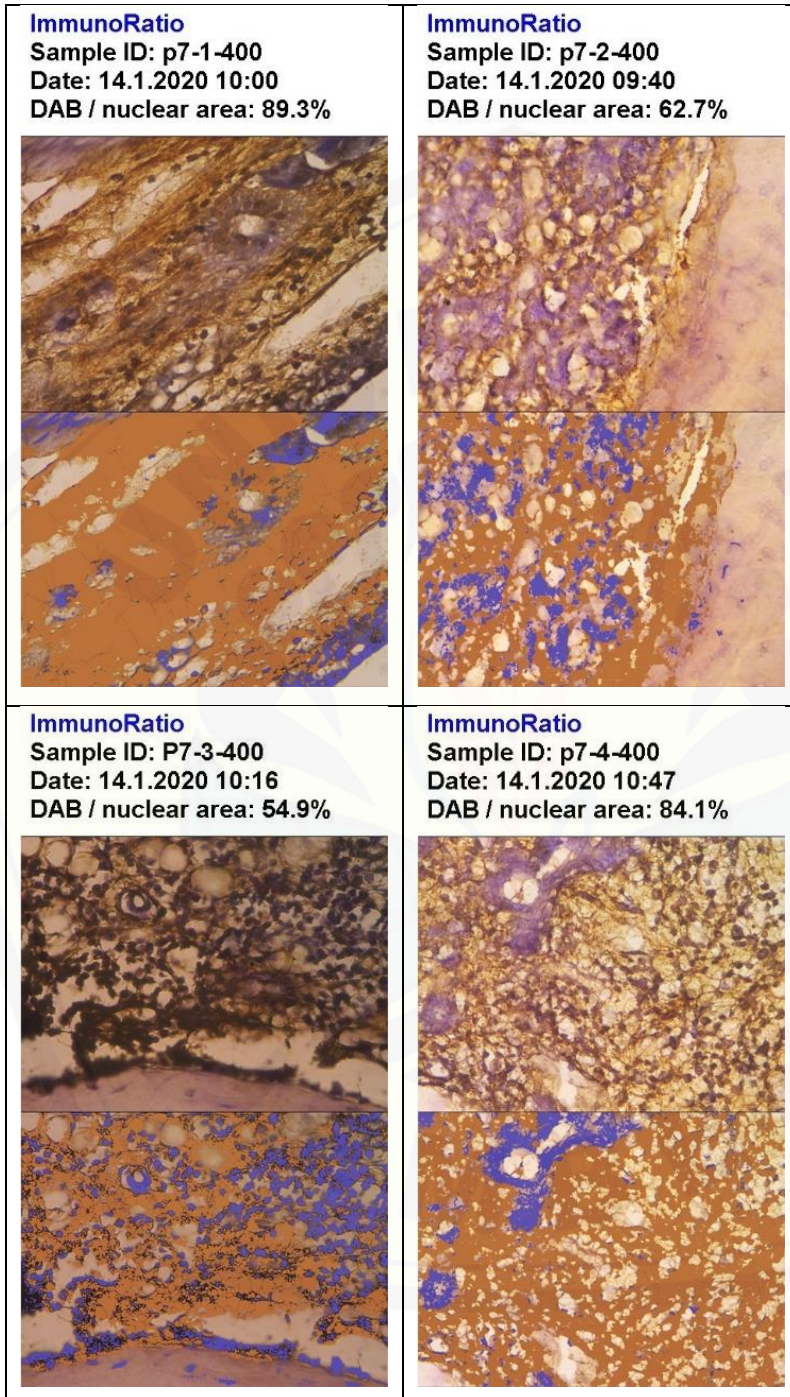 ImmunoRatio
Sample ID: p7-1-400
Date: 14.1.2020 10:00
DAB / nuclear area: 89.3%
ImmunoRatio
Sample ID: p7-2-400
Date: 14.1.2020 09:40
DAB / nuclear area: 62.7%
ImmunoRatio
Sample ID: P7-3-400
Date: 14.1.2020 10:16
DAB / nuclear area: 54.9%
ImmunoRatio
Sample ID: p7-4-400
Date: 14.1.2020 10:47
DAB / nuclear area: 84.1%